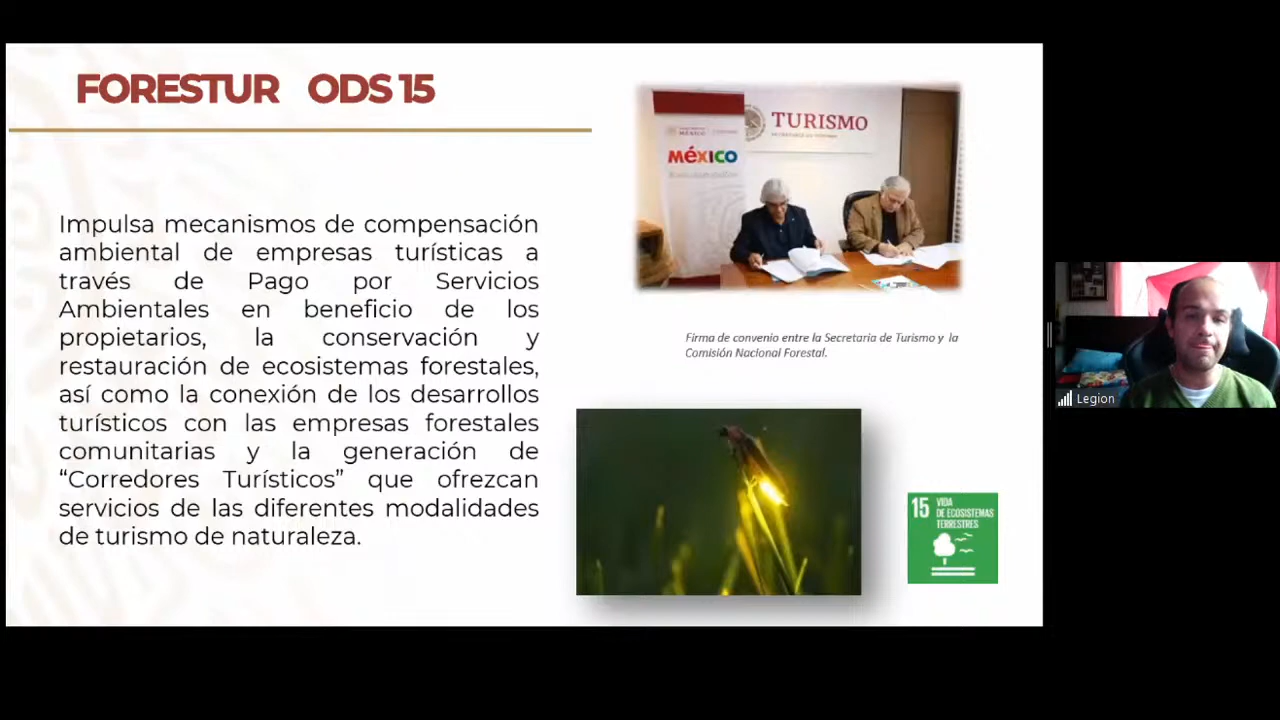 FORESTUR ODS 15
Impulsa mecanismos de compensación
ambiental de empresas turísticas a
través de Pago por Servicios
Ambientales en beneficio de los
propietarios, la conservación y
restauración de ecosistemas forestales,
así como la conexión de los desarrollos
turísticos con las empresas forestales
comunitarias y la generación de
“Corredores Turísticos” que ofrezcan
servicios de las diferentes modalidades
de turismo de naturaleza.
TURISMO
SECRETARÍA DE TURISMO
MÉXICO
méxico
Firma de convenio entre la Secretaria de Turismo y la
Comisión Nacional Forestal.
15 VIDA
DE ECOSISTEMAS
TERRESTRES
Legion